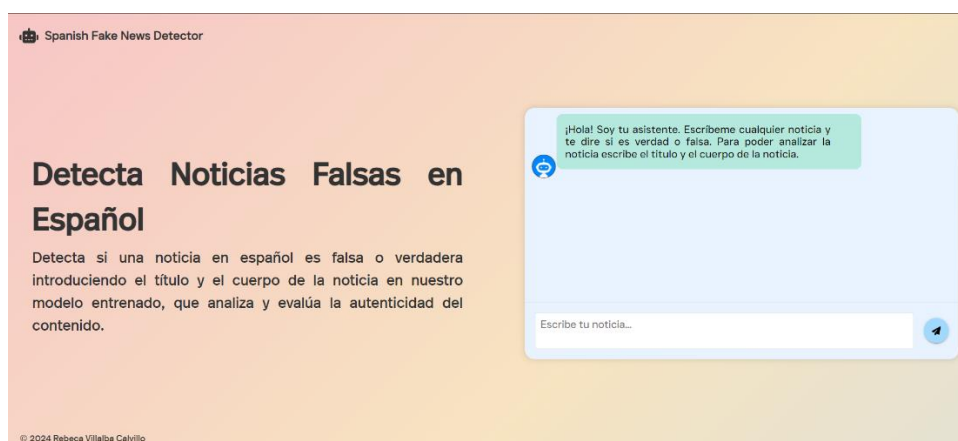 Spanish Fake News Detector
¡Hola! Soy tu asistente. Escríbeme cualquier noticia y
te dire si es verdad o falsa. Para poder analizar la
noticia escribe el titulo y el cuerpo de la noticia.
Detecta Noticias Falsas en
Español
Detecta si una noticia en español es falsa o verdadera
introduciendo el título y el cuerpo de la noticia en nuestro
modelo entrenado, que analiza y evalúa la autenticidad del
contenido.
Escribe tu noticia...
© 2024 Rebeca Villalba Calvillo